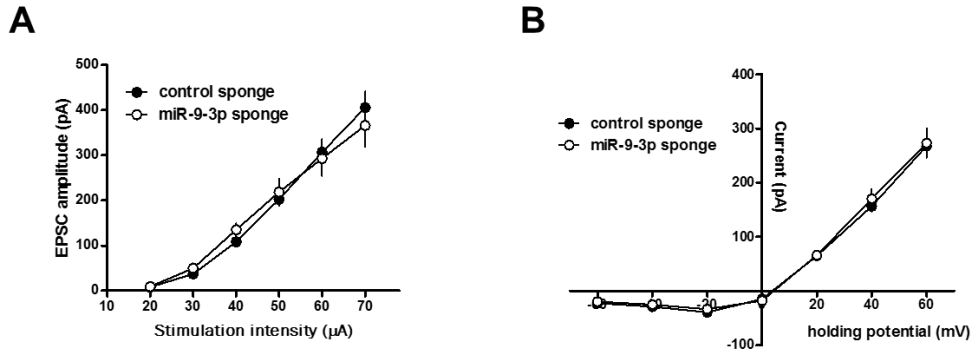 A
500
400
300
200
100
0
EPSC amplitude (pA)
control sponge
miR-9-3p sponge
10 20 30 40 50 60 70
Stimulation intensity (μA)
B
400
300
200
100
-100
Current (pA)
control sponge
miR-9-3p sponge
20 40 60
holding potential (mV)